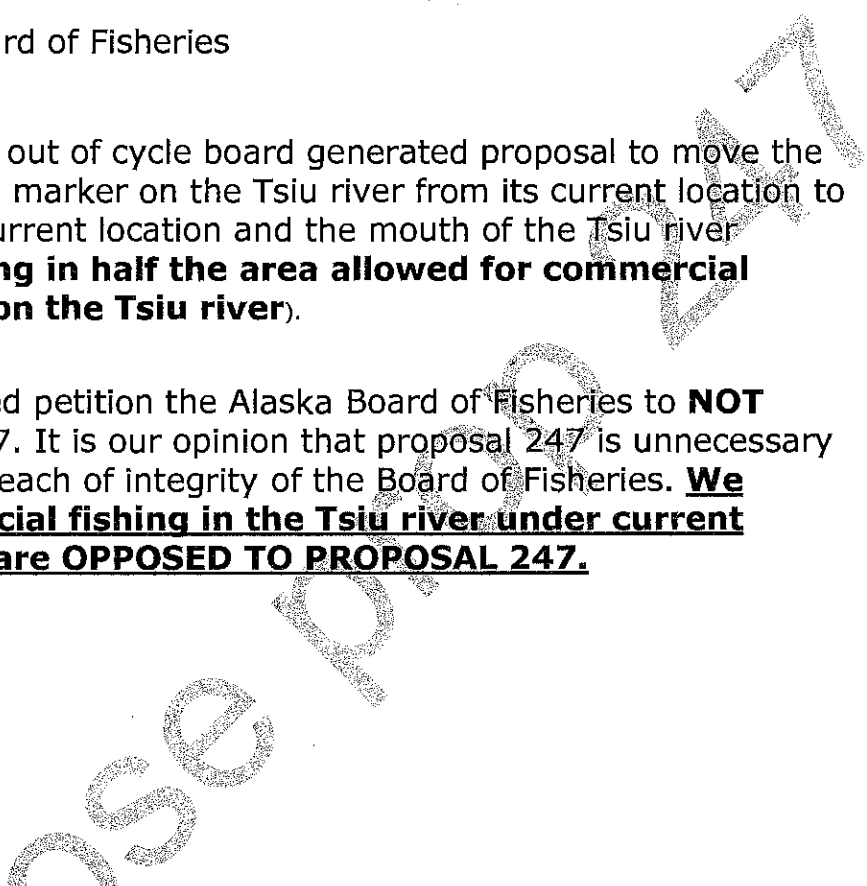 rd of Fisheries
out of cycle board generated proposal to move the
marker on the Tsiu river from its current location to
urrent location and the mouth of the Tsiu river
ng in half the area allowed for commercial
on the Tsiu river).
ed petition the Alaska Board of Fisheries to NOT
7. It is our opinion that proposal 247 is unnecessary
each of integrity of the Board of Fisheries. We
cial fishing in the Tsiu river under current
are OPPOSED TO PROPOSAL 247.
ose prop 247